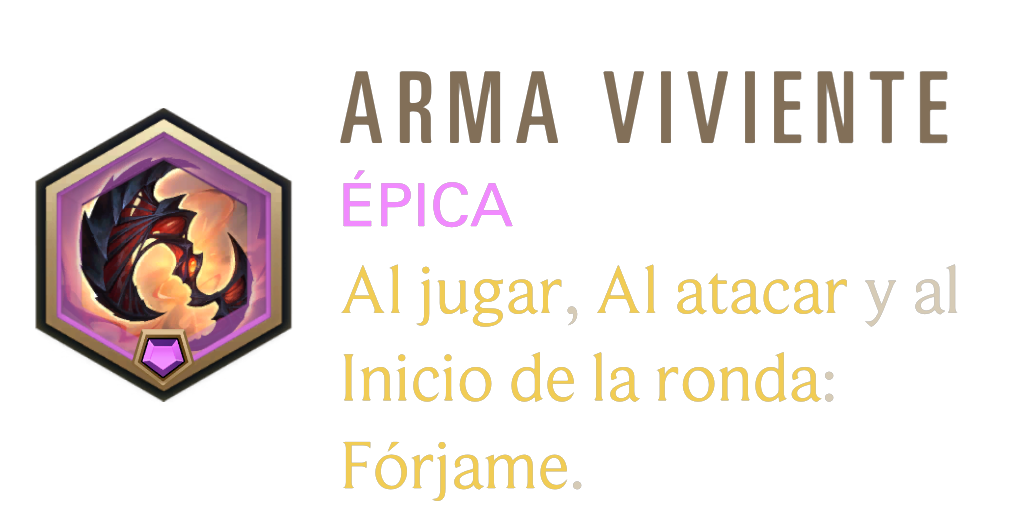 ARMA VIVIENTE
ÉPICA
Al jugar, Al atacar y al
Inicio de la ronda:
Fórjame.